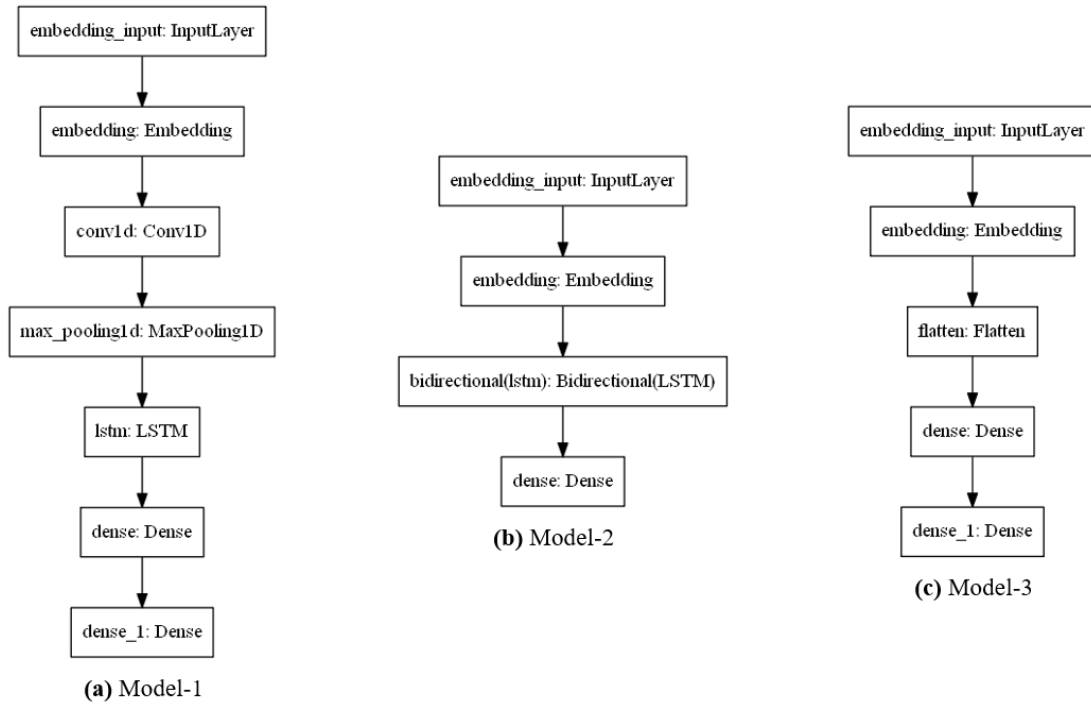 embedding_input: InputLayer
embedding: Embedding
conv1d: Conv1D
max_pooling1d: MaxPooling1D
lstm: LSTM
dense: Dense
dense_1: Dense
(a) Model-1
embedding_input: InputLayer
embedding: Embedding
bidirectional(lstm): Bidirectional(LSTM)
dense: Dense
(b) Model-2
embedding_input: InputLayer
embedding: Embedding
flatten: Flatten
dense: Dense
dense_1: Dense
(c) Model-3